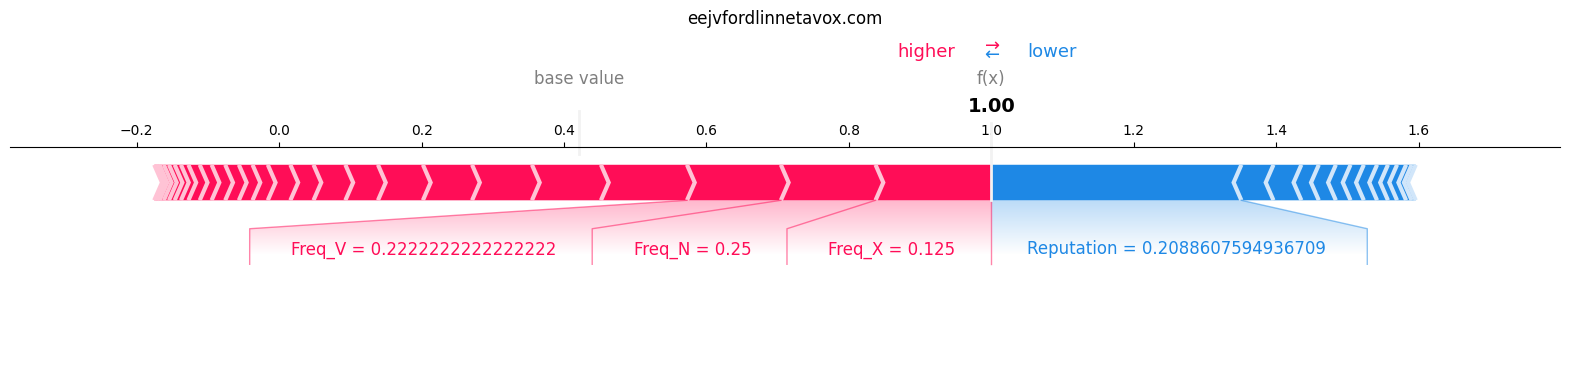 eejvfordlinnetavox.com
higher ⇄ lower
base value f(x)
1.00
−0.2 0.0 0.2 0.4 0.6 0.8 1.0 1.2 1.4 1.6
Freq_V = 0.2222222222222222 Freq_N = 0.25 Freq_X = 0.125 Reputation = 0.2088607594936709